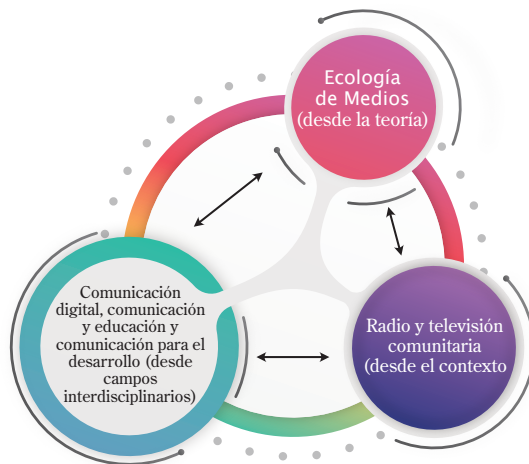 Ecología
de Medios
(desde la teoría)
Comunicación
digital, comunicación
y educación y
comunicación para el
desarrollo (desde
campos
interdisciplinarios)
Radio y televisión
comunitaria
(desde el contexto